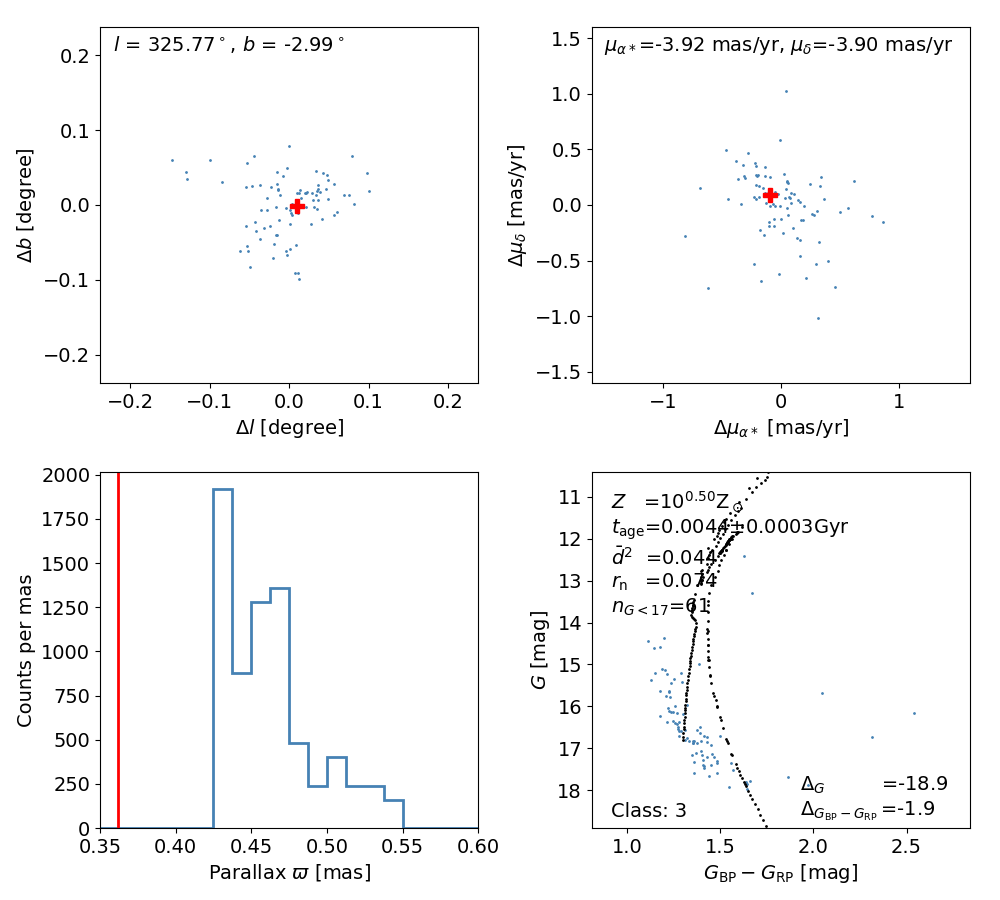 l = 325.77°, b = -2.99°
0.2
0.1
0.0
−0.1
−0.2
Δb [degree]
−0.2 −0.1 0.0 0.1 0.2
Δl [degree]
μα*=-3.92 mas/yr, μδ=-3.90 mas/yr
1.5
1.0
0.5
0.0
−0.5
−1.0
−1.5
Δμδ [mas/yr]
−1 0 1
Δμα* [mas/yr]
2000
1750
1500
1250
1000
750
500
250
0
Counts per mas
0.35 0.40 0.45 0.50 0.55 0.60
Parallax ϖ [mas]
Z =10^0.50 Z⊙
t_age=0.0044±0.0003Gyr
d̄² =0.044
r_n =0.074
n_G<17=61
11
12
13
14
15
16
17
18
G [mag]
Δ_G =-18.9
Δ_GBP−GRP =-1.9
Class: 3
1.0 1.5 2.0 2.5
G_BP − G_RP [mag]